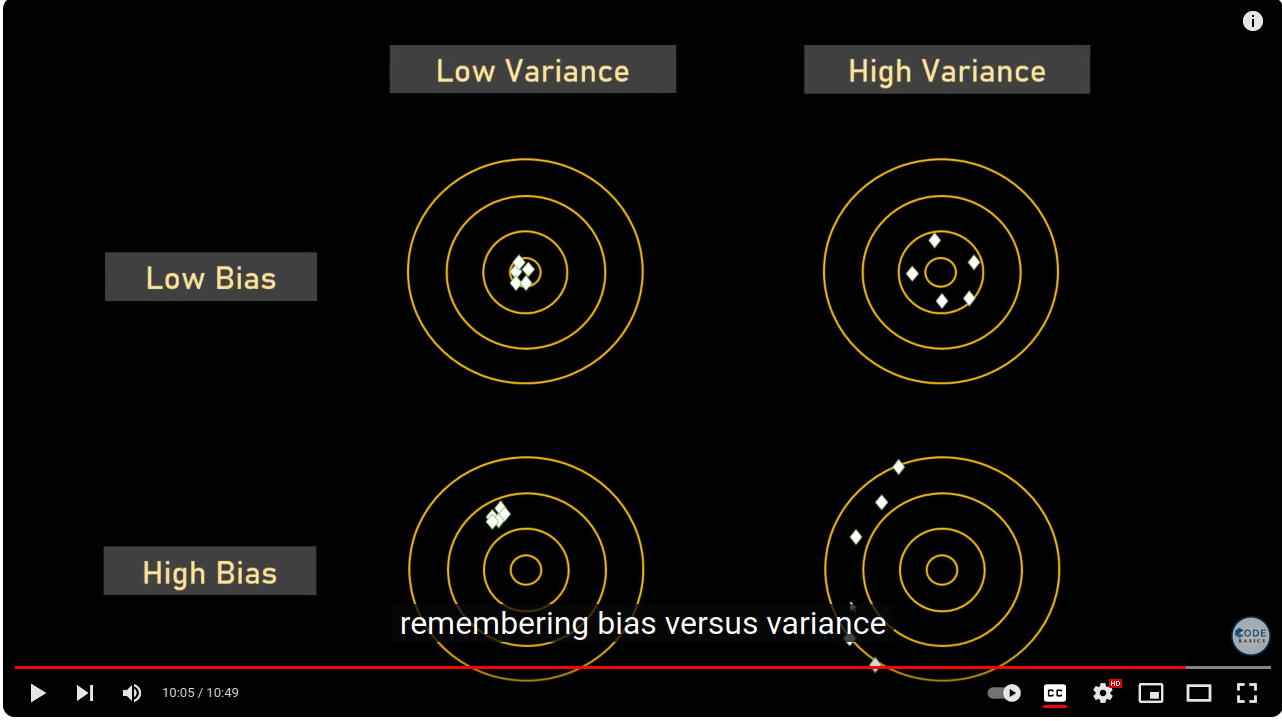 Low Variance
High Variance
Low Bias
High Bias
remembering bias versus variance
CODE
BASICS
10:05 / 10:49
CC
HD